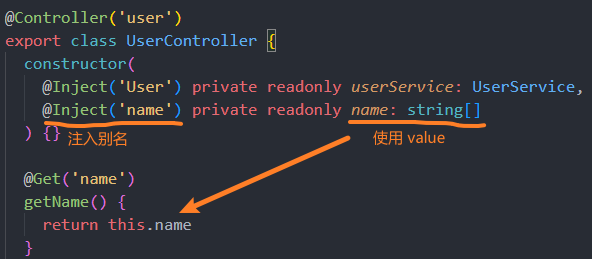 @Controller('user')
export class UserController {
constructor(
@Inject('User') private readonly userService: UserService,
@Inject('name') private readonly name: string[]
) {}
注入别名
使用 value
@Get('name')
getName() {
return this.name
}